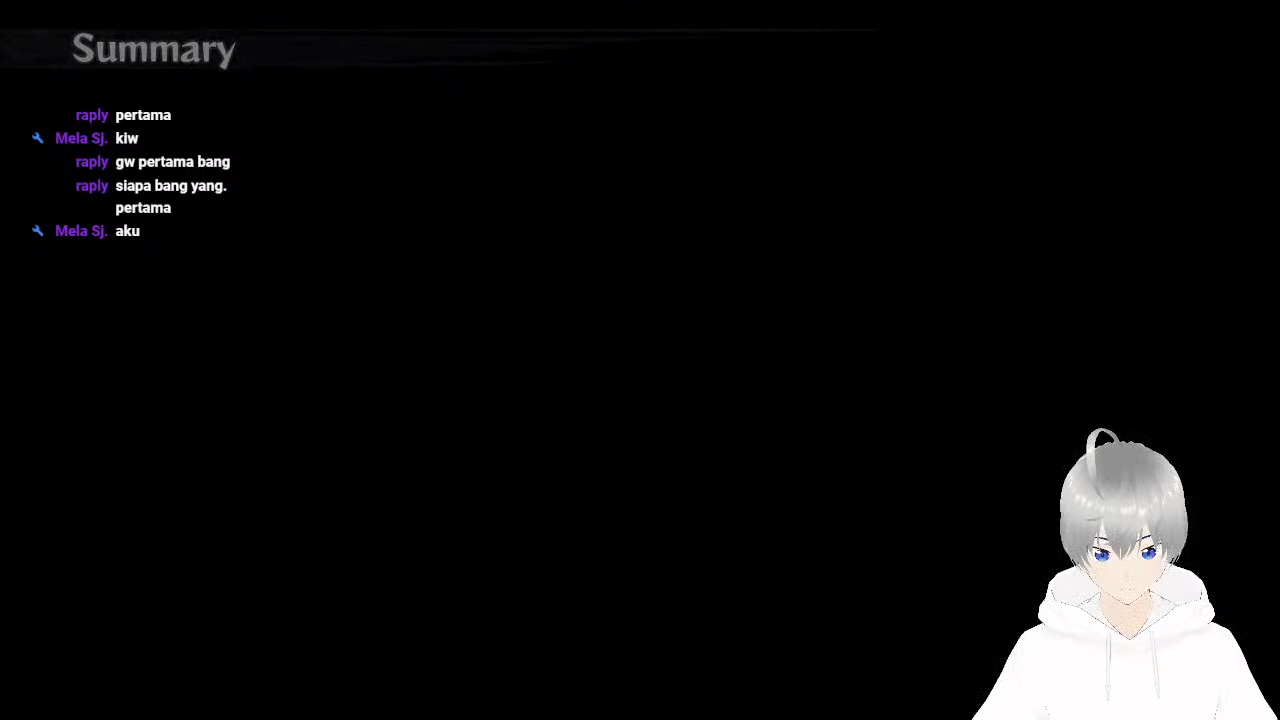 Summary
raply pertama
Mela Sj. kiw
raply gw pertama bang
raply siapa bang yang.
pertama
Mela Sj. aku